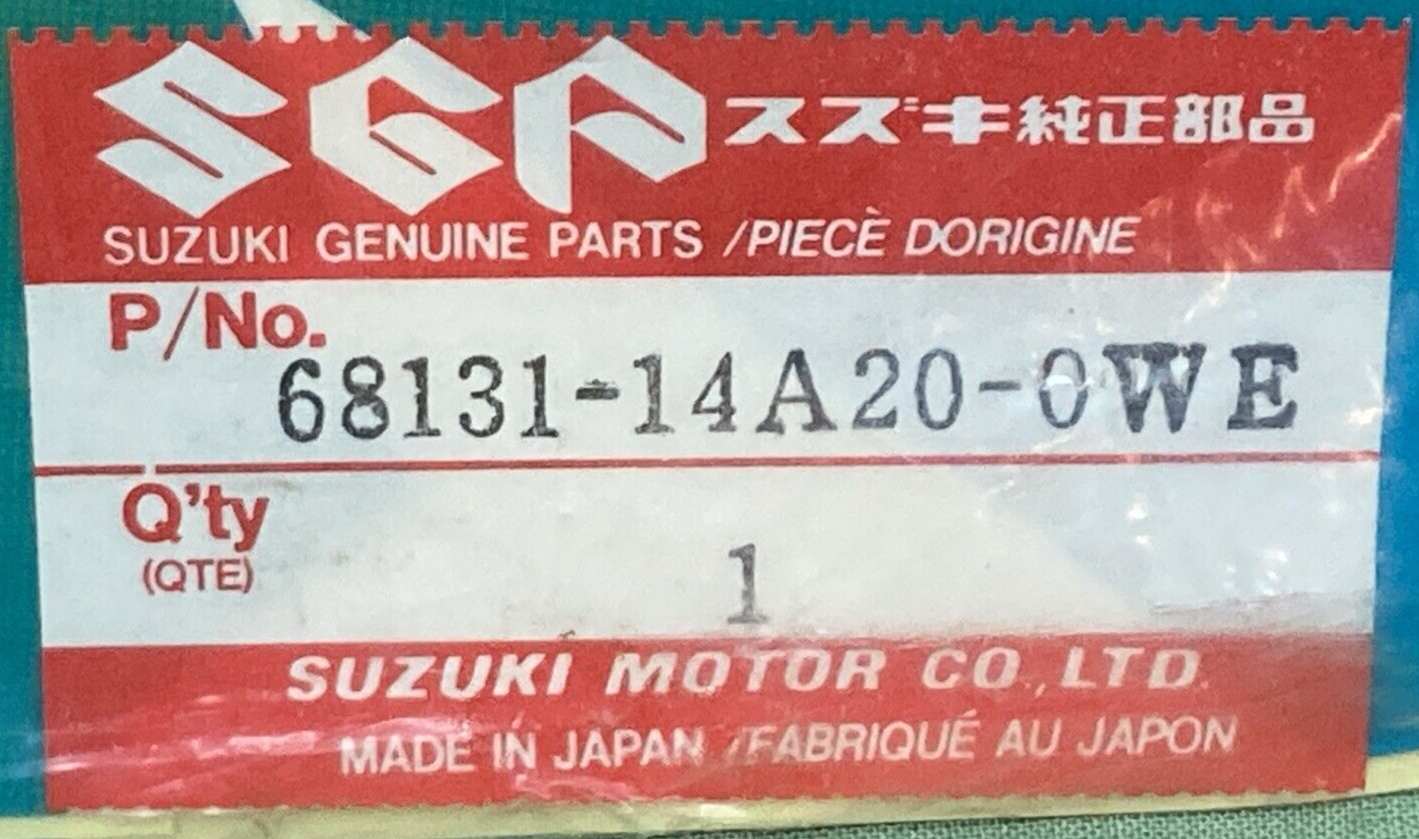 SGP スズキ純正部品
SUZUKI GENUINE PARTS /PIECÈ DORIGINE
P/No.
68131-14A20-0WE
Q'ty
(QTE)
1
SUZUKI MOTOR CO., LTD.
MADE IN JAPAN /FABRIQUÉ AU JAPON